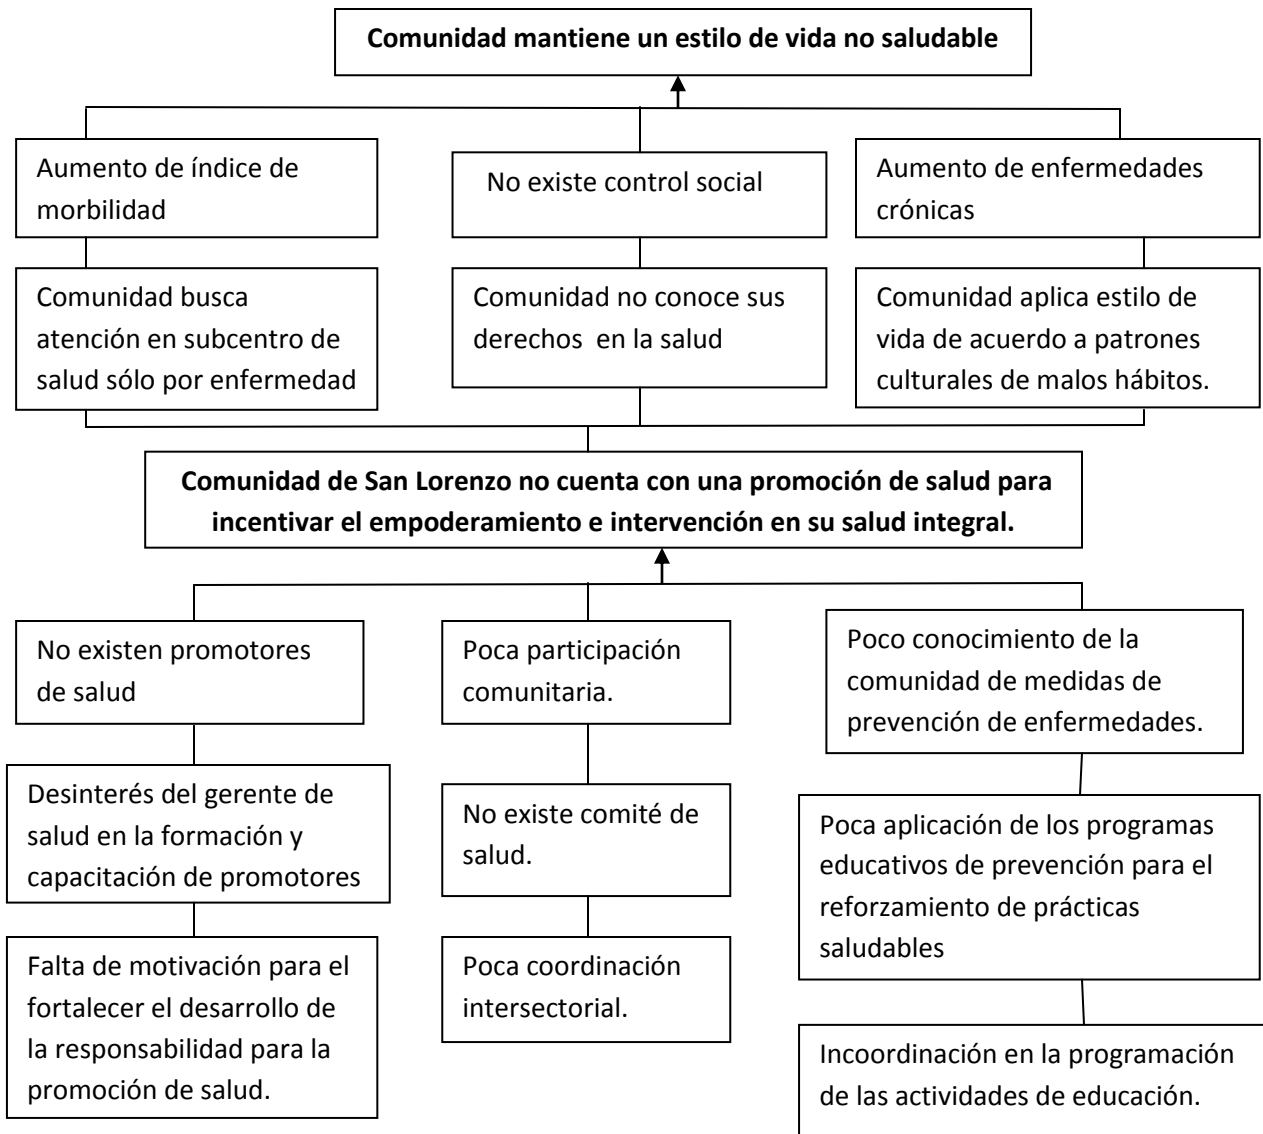 Comunidad mantiene un estilo de vida no saludable
Aumento de índice de
morbilidad
No existe control social
Aumento de enfermedades
crónicas
Comunidad busca
atención en subcentro de
salud sólo por enfermedad
Comunidad no conoce sus
derechos en la salud
Comunidad aplica estilo de
vida de acuerdo a patrones
culturales de malos hábitos.
Comunidad de San Lorenzo no cuenta con una promoción de salud para
incentivar el empoderamiento e intervención en su salud integral.
No existen promotores
de salud
Poca participación
comunitaria.
Poco conocimiento de la
comunidad de medidas de
prevención de enfermedades.
Desinterés del gerente de
salud en la formación y
capacitación de promotores
No existe comité de
salud.
Poca aplicación de los programas
educativos de prevención para el
reforzamiento de prácticas
saludables
Falta de motivación para el
fortalecer el desarrollo de
la responsabilidad para la
promoción de salud.
Poca coordinación
intersectorial.
Incoordinación en la programación
de las actividades de educación.